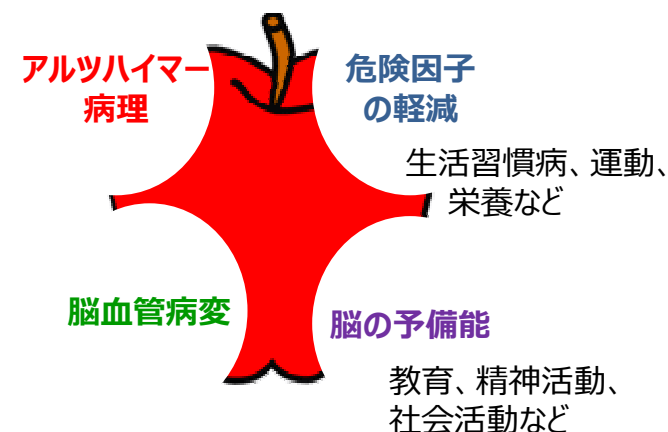 アルツハイマー
病理
危険因子
の軽減
生活習慣病、運動、
栄養など
脳血管病変
脳の予備能
教育、精神活動、
社会活動など